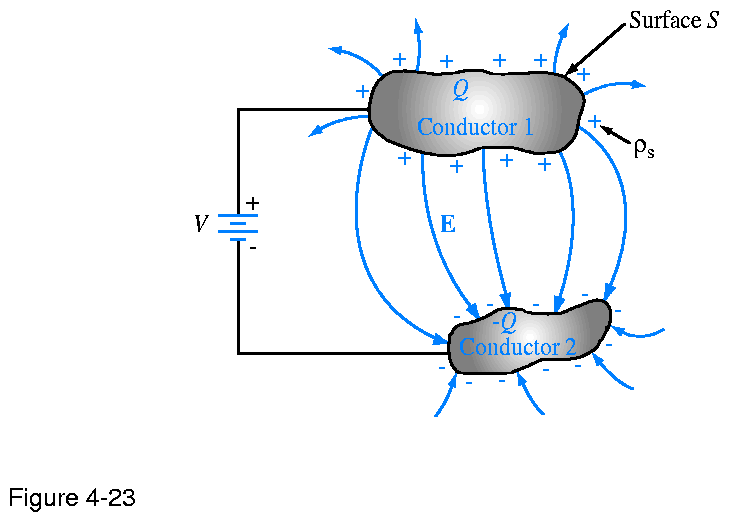 Surface S
Q
Conductor 1
ρs
+
V
E
-
-Q
Conductor 2
Figure 4-23